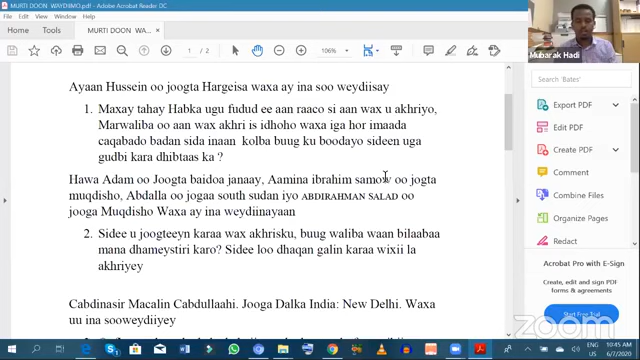 MURTI DOON WAYDIIMO.pdf - Adobe Acrobat Reader DC
File Edit View Window Help
Home Tools MURTI DOON WA... ×
1 / 2 106%
Mubarak Hadi
Ayaan Hussein oo joogta Hargeisa waxa ay ina soo weydiisay
1. Maxay tahay Habka ugu fudud ee aan raaco si aan wax u akhriyo,
Marwaliba oo aan wax akhri is idhoho waxa iga hor imaada
caqabado badan sida inaan kolba buug ku boodayo sideen uga
gudbi kara dhibtaas ka ?
Hawa Adam oo Joogta baidoa janaay, Aamina ibrahim samow oo jogta
muqdisho, Abdalla oo jogaa south sudan iyo ABDIRAHMAN SALAD oo
jooga Muqdisho Waxa ay ina weydiinayaan
2. Sidee u joogteeyn karaa wax akhrisku, buug waliba waan bilaabaa
mana dhameystiri karo? Sidee loo dhaqan galin karaa wixii la
akhriyey
Cabdinasir Macalin Cabdullaahi. Jooga Dalka India: New Delhi. Waxa
uu ina sooweydiiyey
Search 'Bates'
Export PDF
Edit PDF
Create PDF
Comment
Combine Files
Organize Pages
Redact
Acrobat Pro with E-Sign
Create, edit and sign PDF
forms & agreements
Start Free Trial
zoom
10:45 AM
6/7/2020